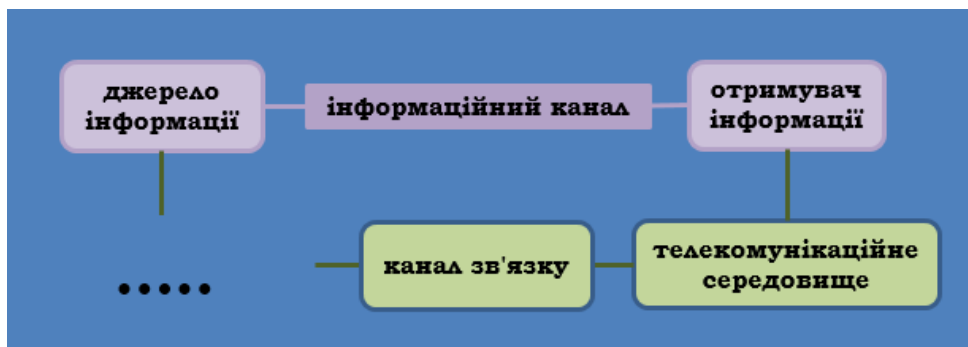 джерело
інформації
інформаційний канал
отримувач
інформації
.....
канал зв'язку
телекомунікаційне
середовище